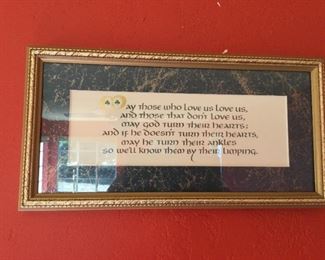 May those who love us love us,
and those that don't love us,
may God turn their hearts:
and if he doesn't turn their hearts,
may he turn their ankles
so we'll know them by their limping.